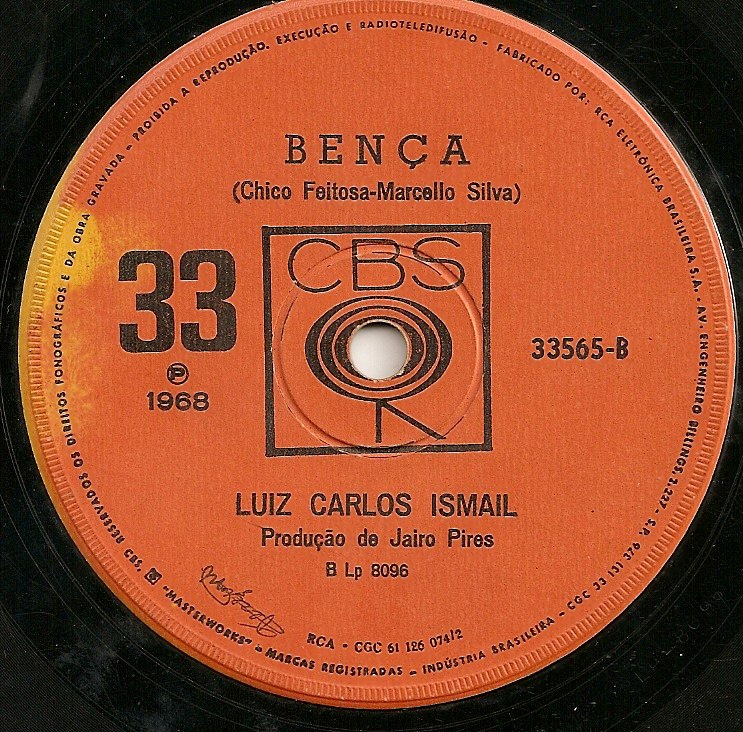 BENÇA
(Chico Feitosa-Marcello Silva)
CBS
33
℗
1968
33565-B
LUIZ CARLOS ISMAIL
Produção de Jairo Pires
B Lp 8096
RCA - CGC 61 126 074/2
RESERVADOS OS DIREITOS FONOGRÁFICOS E DA OBRA GRAVADA - PROIBIDA A REPRODUÇÃO, EXECUÇÃO E RADIOTELEDIFUSÃO - FABRICADO POR: RCA ELETRÔNICA BRASILEIRA S.A. - AV. ENGENHEIRO BILLINGS, 2.227 - S.P. CGC 33 131 376 - INDÚSTRIA BRASILEIRA - MARCAS REGISTRADAS - "MASTERWORKS" CBS,